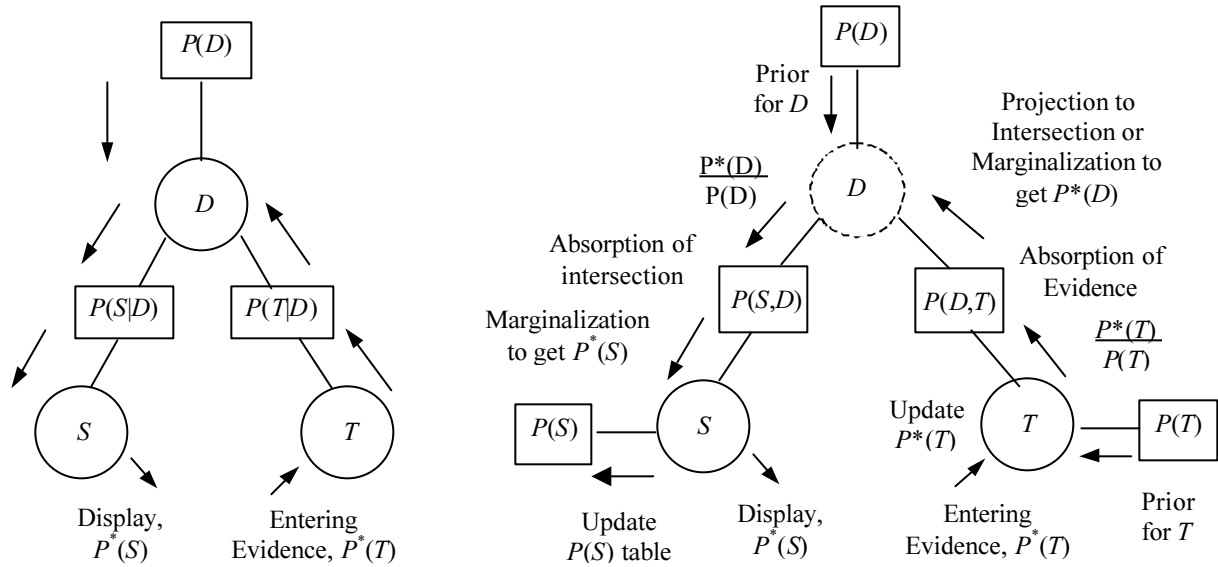 P(D)
D
P(S|D)
P(T|D)
S
T
Display,
P*(S)
Entering
Evidence, P*(T)
P(D)
Prior
for D
Projection to
Intersection or
Marginalization to
get P*(D)
P*(D)
P(D)
D
Absorption of
intersection
Absorption of
Evidence
P(S,D)
P(D,T)
Marginalization
to get P*(S)
P*(T)
P(T)
P(S)
S
Update
P*(T)
T
P(T)
Update
P(S) table
Display,
P*(S)
Entering
Evidence, P*(T)
Prior
for T